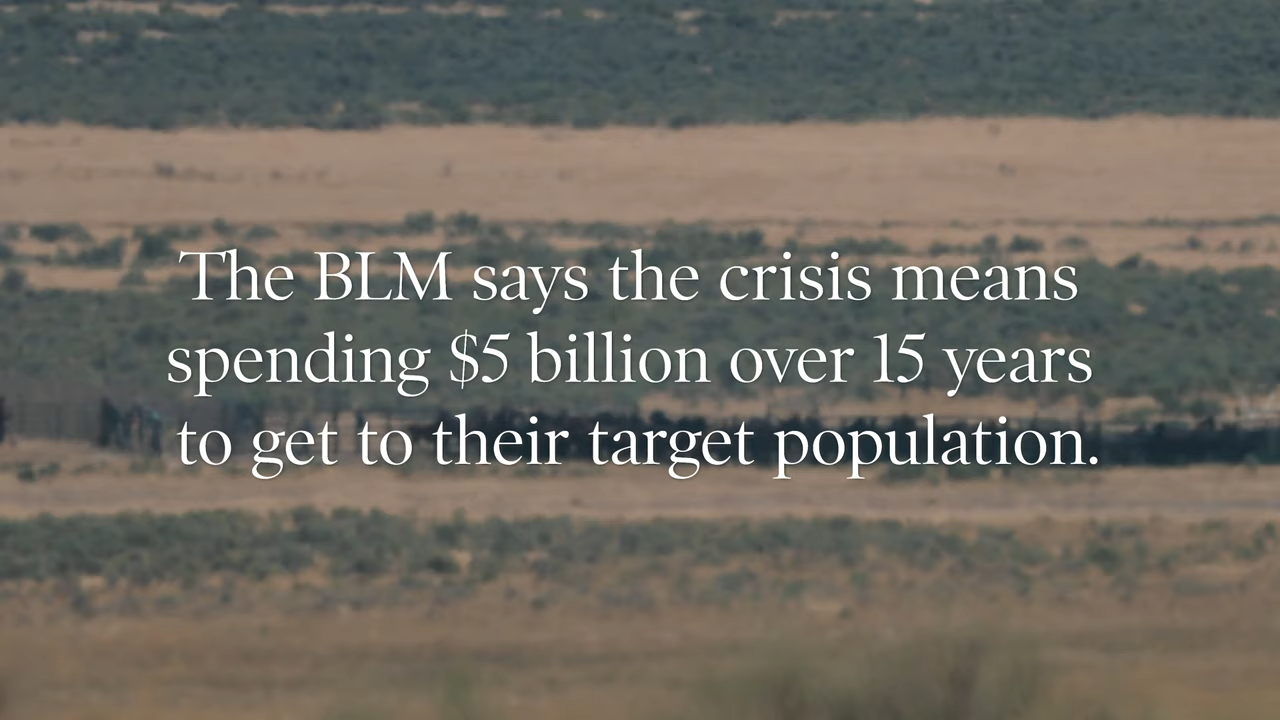 The BLM says the crisis means
spending $5 billion over 15 years
to get to their target population.